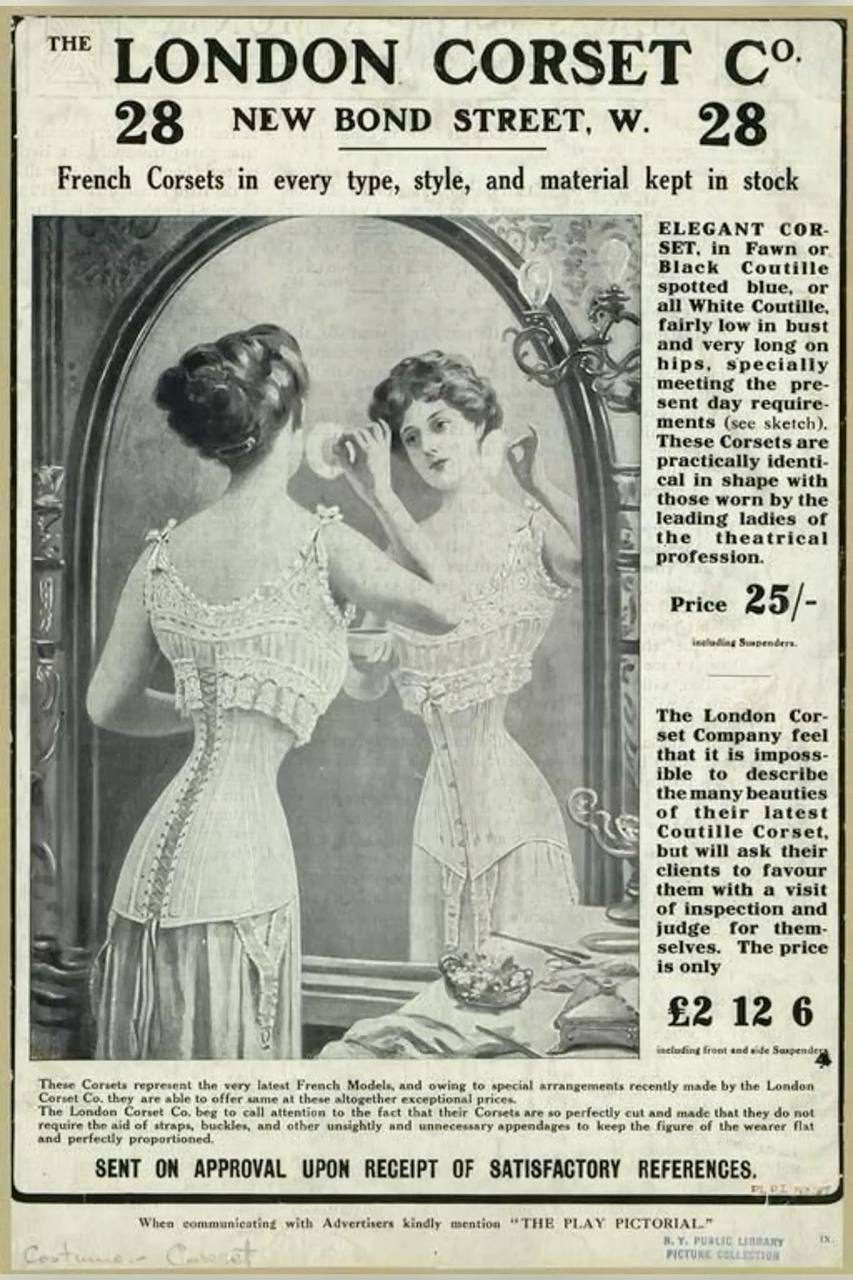 THE LONDON CORSET Co.
28 NEW BOND STREET, W. 28
French Corsets in every type, style, and material kept in stock
ELEGANT COR-
SET, in Fawn or
Black Coutille
spotted blue, or
all White Coutille,
fairly low in bust
and very long on
hips, specially
meeting the pre-
sent day require-
ments (see sketch).
These Corsets are
practically identi-
cal in shape with
those worn by the
leading ladies of
the theatrical
profession.
Price 25/-
including Suspenders.
The London Cor-
set Company feel
that it is imposs-
ible to describe
the many beauties
of their latest
Coutille Corset,
but will ask their
clients to favour
them with a visit
of inspection and
judge for them-
selves. The price
is only
£2 12 6
including front and side Suspenders
These Corsets represent the very latest French Models, and owing to special arrangements recently made by the London
Corset Co. they are able to offer same at these altogether exceptional prices.
The London Corset Co. beg to call attention to the fact that their Corsets are so perfectly cut and made that they do not
require the aid of straps, buckles, and other unsightly and unnecessary appendages to keep the figure of the wearer flat
and perfectly proportioned.
SENT ON APPROVAL UPON RECEIPT OF SATISFACTORY REFERENCES.
When communicating with Advertisers kindly mention "THE PLAY PICTORIAL."
Costume - Corset
N. Y. PUBLIC LIBRARY
PICTURE COLLECTION
IX.